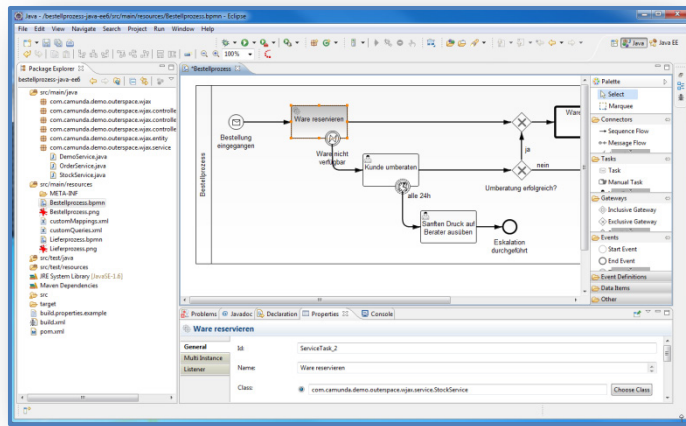 Java - /bestellprozess-java-ee6/src/main/resources/Bestellprozess.bpmn - Eclipse
File Edit View Navigate Search Project Run Window Help
100%
Java Java EE
Package Explorer
bestellprozess-java-ee6
src/main/java
com.camunda.demo.outerspace.wjax
com.camunda.demo.outerspace.wjax.controlle
com.camunda.demo.outerspace.wjax.controlle
com.camunda.demo.outerspace.wjax.entity
com.camunda.demo.outerspace.wjax.service
DemoService.java
OrderService.java
StockService.java
src/main/resources
META-INF
Bestellprozess.bpmn
Bestellprozess.png
customMappings.xml
customQueries.xml
Lieferprozess.bpmn
Lieferprozess.png
src/test/java
src/test/resources
JRE System Library [JavaSE-1.6]
Maven Dependencies
src
target
build.properties.example
build.xml
pom.xml
*Bestellprozess
Bestellprozess
Bestellung
eingegangen
Ware reservieren
Ware nicht
verfügbar
Kunde umberaten
alle 24h
Sanften Druck auf
Berater ausüben
Eskalation
durchgeführt
ja
nein
Umberatung erfolgreich?
Ware
Palette
Select
Marquee
Connectors
Sequence Flow
Message Flow
Tasks
Task
Manual Task
Gateways
Inclusive Gateway
Exclusive Gateway
Events
Start Event
End Event
Event Definitions
Data Items
Other
Problems Javadoc Declaration Properties Console
Ware reservieren
General
Multi Instance
Listener
Id: ServiceTask_2
Name: Ware reservieren
Class: com.camunda.demo.outerspace.wjax.service.StockService Choose Class